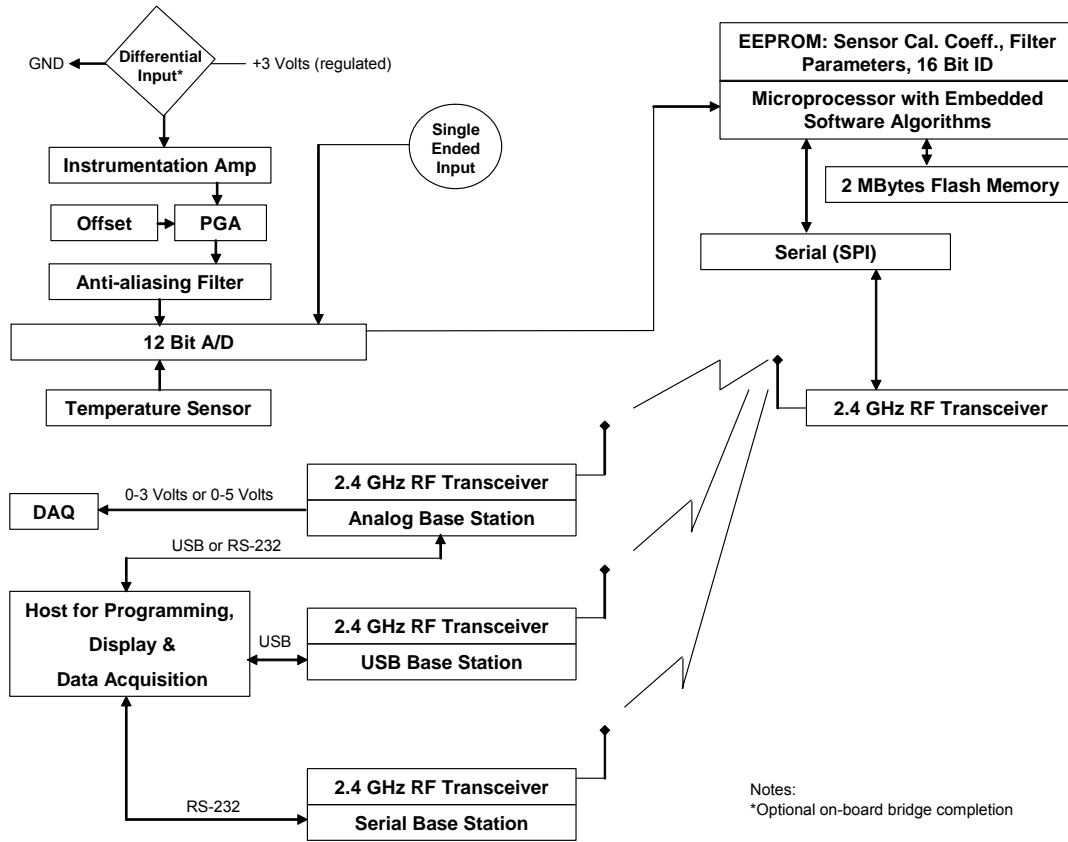 Differential
Input*
GND
+3 Volts (regulated)
Instrumentation Amp
Offset
PGA
Anti-aliasing Filter
12 Bit A/D
Temperature Sensor
Single
Ended
Input
EEPROM: Sensor Cal. Coeff., Filter
Parameters, 16 Bit ID
Microprocessor with Embedded
Software Algorithms
2 MBytes Flash Memory
Serial (SPI)
2.4 GHz RF Transceiver
2.4 GHz RF Transceiver
Analog Base Station
0-3 Volts or 0-5 Volts
DAQ
USB or RS-232
Host for Programming,
Display &
Data Acquisition
USB
2.4 GHz RF Transceiver
USB Base Station
RS-232
2.4 GHz RF Transceiver
Serial Base Station
Notes:
*Optional on-board bridge completion